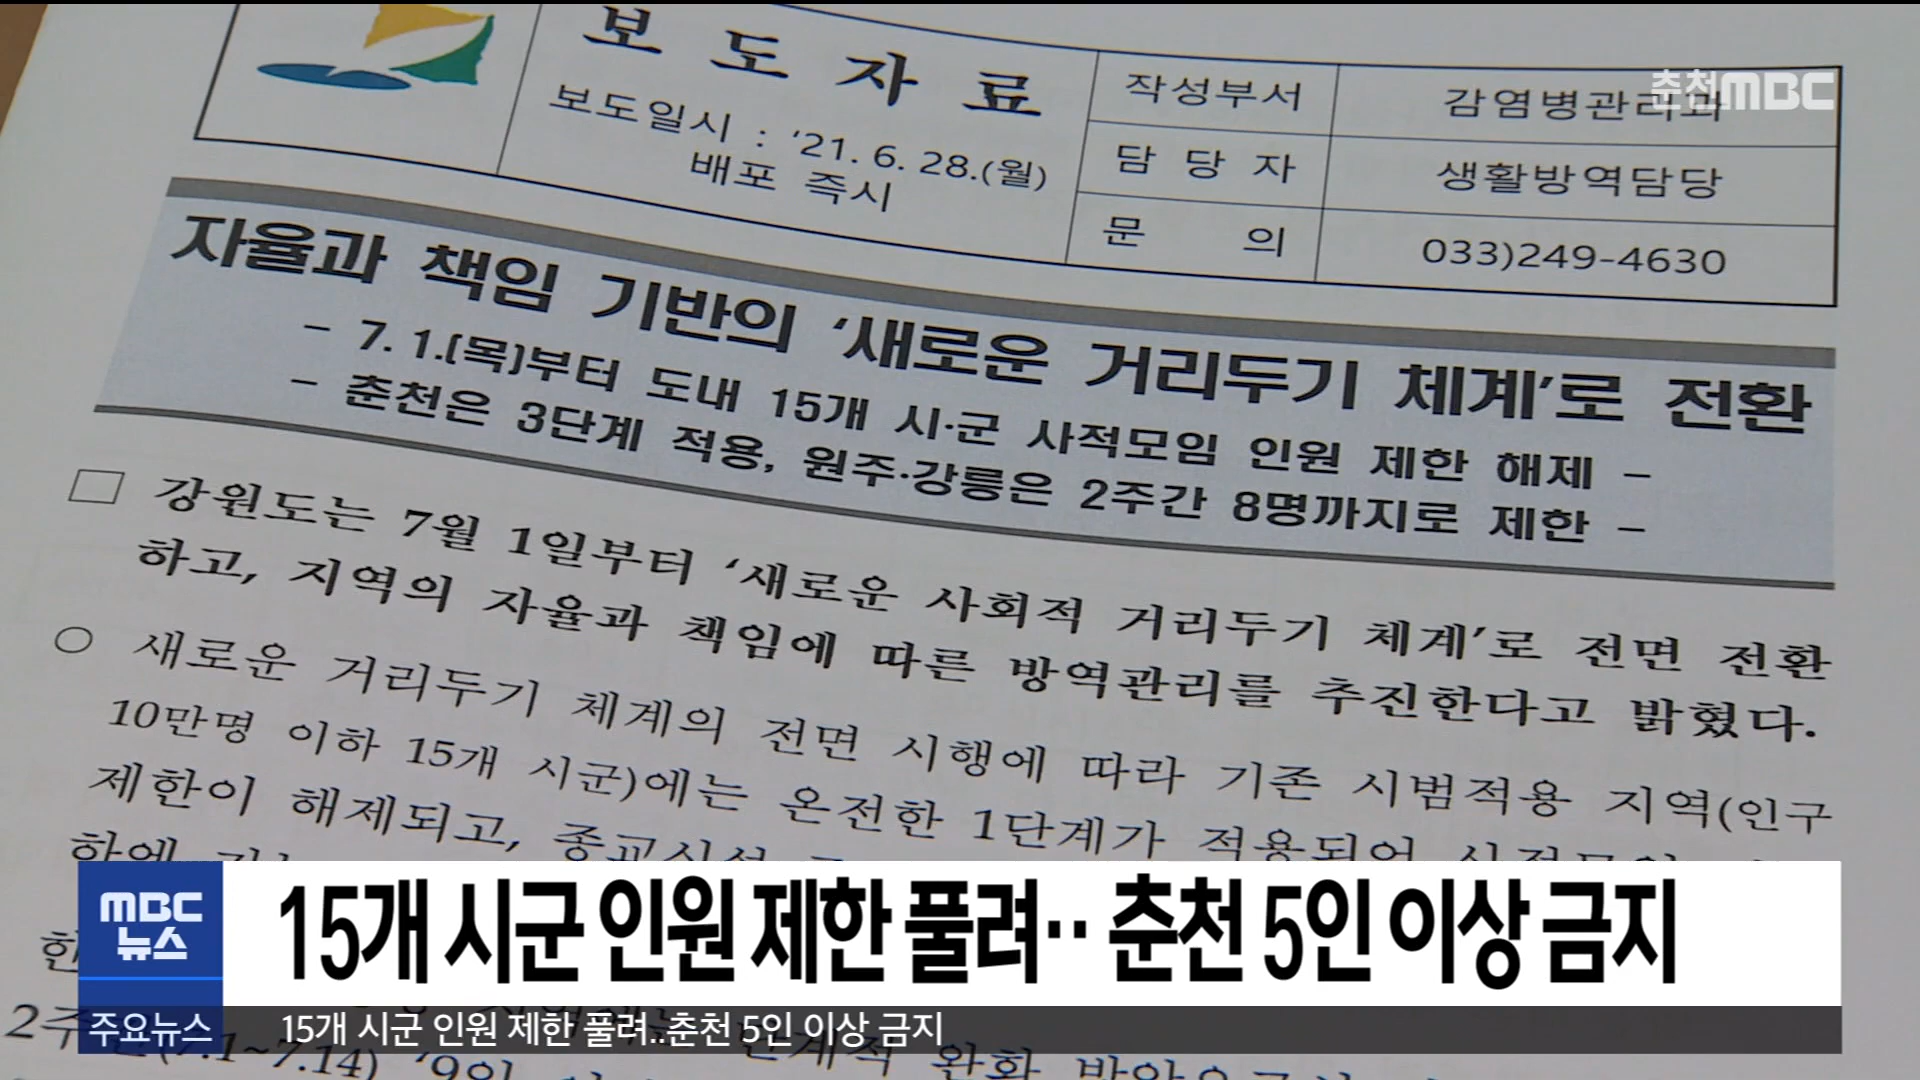 춘천MBC
보도자료
보도일시 : '21. 6. 28.(월)
배포 즉시
작성부서 감염병관리과
담당자 생활방역담당
문의 033)249-4630
자율과 책임 기반의 '새로운 거리두기 체계'로 전환
- 7. 1.(목)부터 도내 15개 시·군 사적모임 인원 제한 해제 -
- 춘천은 3단계 적용, 원주·강릉은 2주간 8명까지로 제한 -
□ 강원도는 7월 1일부터 '새로운 사회적 거리두기 체계'로 전면 전환
하고, 지역의 자율과 책임에 따른 방역관리를 추진한다고 밝혔다.
○ 새로운 거리두기 체계의 전면 시행에 따라 기존 시범적용 지역(인구
10만명 이하 15개 시군)에는 온전한 1단계가 적용되어
제한이 해제되고, 종교시설
MBC
뉴스
15개 시군 인원 제한 풀려‥ 춘천 5인 이상 금지
주요뉴스 15개 시군 인원 제한 풀려..춘천 5인 이상 금지
(7.1~7.14) 단계적 완화